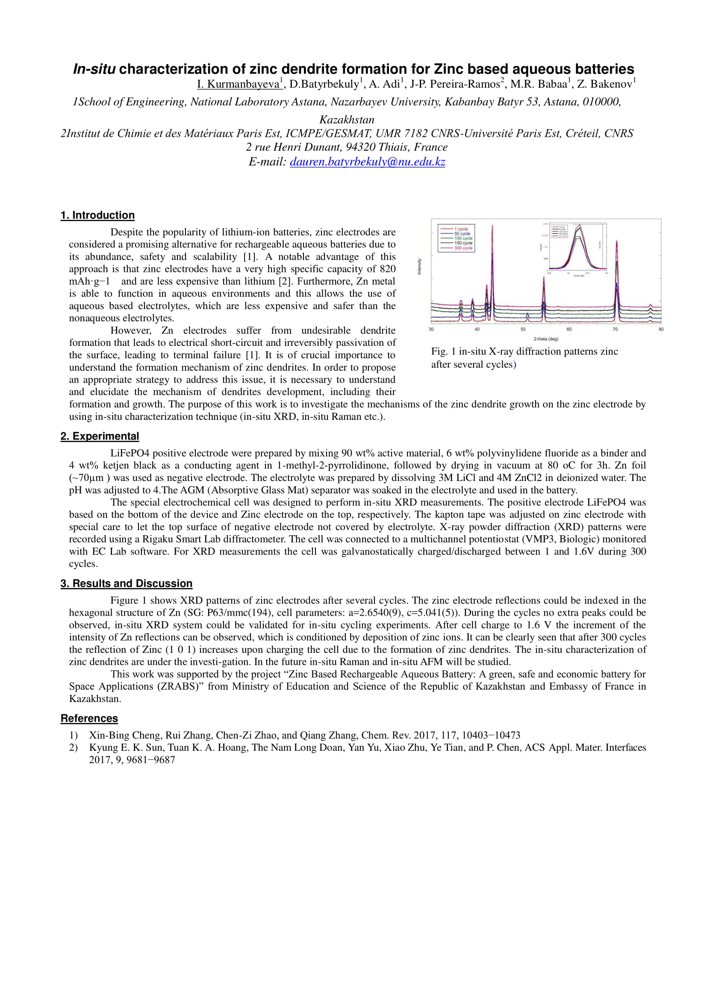 In-situ characterization of zinc dendrite formation for Zinc based aqueous batteries
I. Kurmanbayeva1, D.Batyrbekuly1, A. Adi1, J-P. Pereira-Ramos2, M.R. Babaa1, Z. Bakenov1
1School of Engineering, National Laboratory Astana, Nazarbayev University, Kabanbay Batyr 53, Astana, 010000,
Kazakhstan
2Institut de Chimie et des Matériaux Paris Est, ICMPE/GESMAT, UMR 7182 CNRS-Université Paris Est, Créteil, CNRS
2 rue Henri Dunant, 94320 Thiais, France
E-mail: dauren.batyrbekuly@nu.edu.kz
1. Introduction
Despite the popularity of lithium-ion batteries, zinc electrodes are
considered a promising alternative for rechargeable aqueous batteries due to
its abundance, safety and scalability [1]. A notable advantage of this
approach is that zinc electrodes have a very high specific capacity of 820
mAh·g−1 and are less expensive than lithium [2]. Furthermore, Zn metal
is able to function in aqueous environments and this allows the use of
aqueous based electrolytes, which are less expensive and safer than the
nonaqueous electrolytes.
However, Zn electrodes suffer from undesirable dendrite
formation that leads to electrical short-circuit and irreversibly passivation of
the surface, leading to terminal failure [1]. It is of crucial importance to
understand the formation mechanism of zinc dendrites. In order to propose
an appropriate strategy to address this issue, it is necessary to understand
and elucidate the mechanism of dendrites development, including their
formation and growth. The purpose of this work is to investigate the mechanisms of the zinc dendrite growth on the zinc electrode by
using in-situ characterization technique (in-situ XRD, in-situ Raman etc.).
1 cycle
50 cycle
100 cycle
150 cycle
300 cycle
Intensity
30 40 50 60 70 80
2-theta (deg)
Fig. 1 in-situ X-ray diffraction patterns zinc
after several cycles)
2. Experimental
LiFePO4 positive electrode were prepared by mixing 90 wt% active material, 6 wt% polyvinylidene fluoride as a binder and
4 wt% ketjen black as a conducting agent in 1-methyl-2-pyrrolidinone, followed by drying in vacuum at 80 oC for 3h. Zn foil
(~70µm ) was used as negative electrode. The electrolyte was prepared by dissolving 3M LiCl and 4M ZnCl2 in deionized water. The
pH was adjusted to 4.The AGM (Absorptive Glass Mat) separator was soaked in the electrolyte and used in the battery.
The special electrochemical cell was designed to perform in-situ XRD measurements. The positive electrode LiFePO4 was
based on the bottom of the device and Zinc electrode on the top, respectively. The kapton tape was adjusted on zinc electrode with
special care to let the top surface of negative electrode not covered by electrolyte. X-ray powder diffraction (XRD) patterns were
recorded using a Rigaku Smart Lab diffractometer. The cell was connected to a multichannel potentiostat (VMP3, Biologic) monitored
with EC Lab software. For XRD measurements the cell was galvanostatically charged/discharged between 1 and 1.6V during 300
cycles.
3. Results and Discussion
Figure 1 shows XRD patterns of zinc electrodes after several cycles. The zinc electrode reflections could be indexed in the
hexagonal structure of Zn (SG: P63/mmc(194), cell parameters: a=2.6540(9), c=5.041(5)). During the cycles no extra peaks could be
observed, in-situ XRD system could be validated for in-situ cycling experiments. After cell charge to 1.6 V the increment of the
intensity of Zn reflections can be observed, which is conditioned by deposition of zinc ions. It can be clearly seen that after 300 cycles
the reflection of Zinc (1 0 1) increases upon charging the cell due to the formation of zinc dendrites. The in-situ characterization of
zinc dendrites are under the investi-gation. In the future in-situ Raman and in-situ AFM will be studied.
This work was supported by the project “Zinc Based Rechargeable Aqueous Battery: A green, safe and economic battery for
Space Applications (ZRABS)” from Ministry of Education and Science of the Republic of Kazakhstan and Embassy of France in
Kazakhstan.
References
1) Xin-Bing Cheng, Rui Zhang, Chen-Zi Zhao, and Qiang Zhang, Chem. Rev. 2017, 117, 10403−10473
2) Kyung E. K. Sun, Tuan K. A. Hoang, The Nam Long Doan, Yan Yu, Xiao Zhu, Ye Tian, and P. Chen, ACS Appl. Mater. Interfaces
2017, 9, 9681−9687